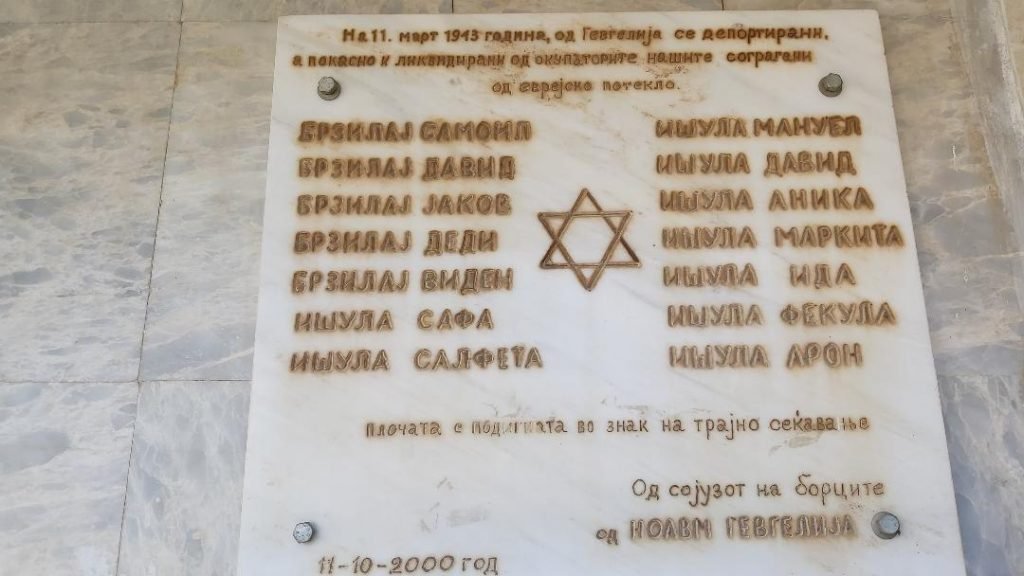 На 11. март 1943 година, од Гевгелија се депортирани,
а покасно и ликвидирани од окупъторите нашите сограгани
од еврејско потекло.
БРЗИЛАЈ САМОИЛ
БРЗИЛАЈ ДАВИД
БРЗИЛАЈ ЈАКОВ
БРЗИЛАЈ ДЕДИ
БРЗИЛАЈ ВИДЕН
ИШУЛА САФА
ИШУЛА САЛФЕТА
ИШУЛА МАНУЕЛ
ИШУЛА ДАВИД
ИШУЛА АНИКА
ИШУЛА МАРКИТА
ИШУЛА ИДА
ИШУЛА ФЕКУЛА
ИШУЛА АРОН
плочата е подигната во знак на трајно сеќавање
Од сојузот на борците
од НОАВМ ГЕВГЕЛИЈА
11-10-2000 год